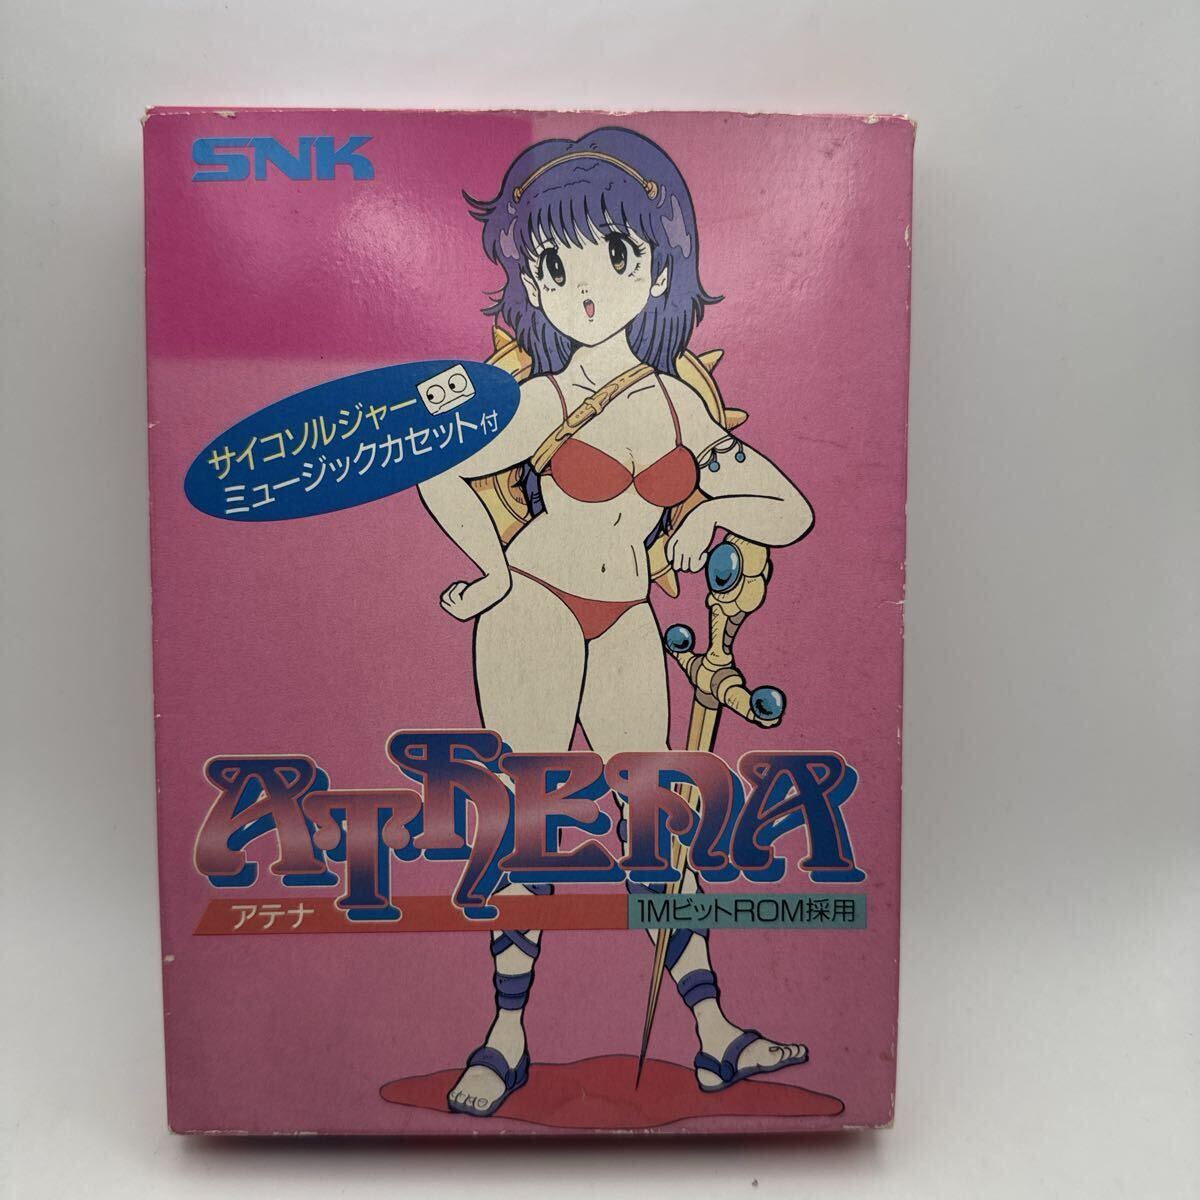 SNK
サイコソルジャー
ミュージックカセット付
ATHENA
アテナ
1MビットROM採用